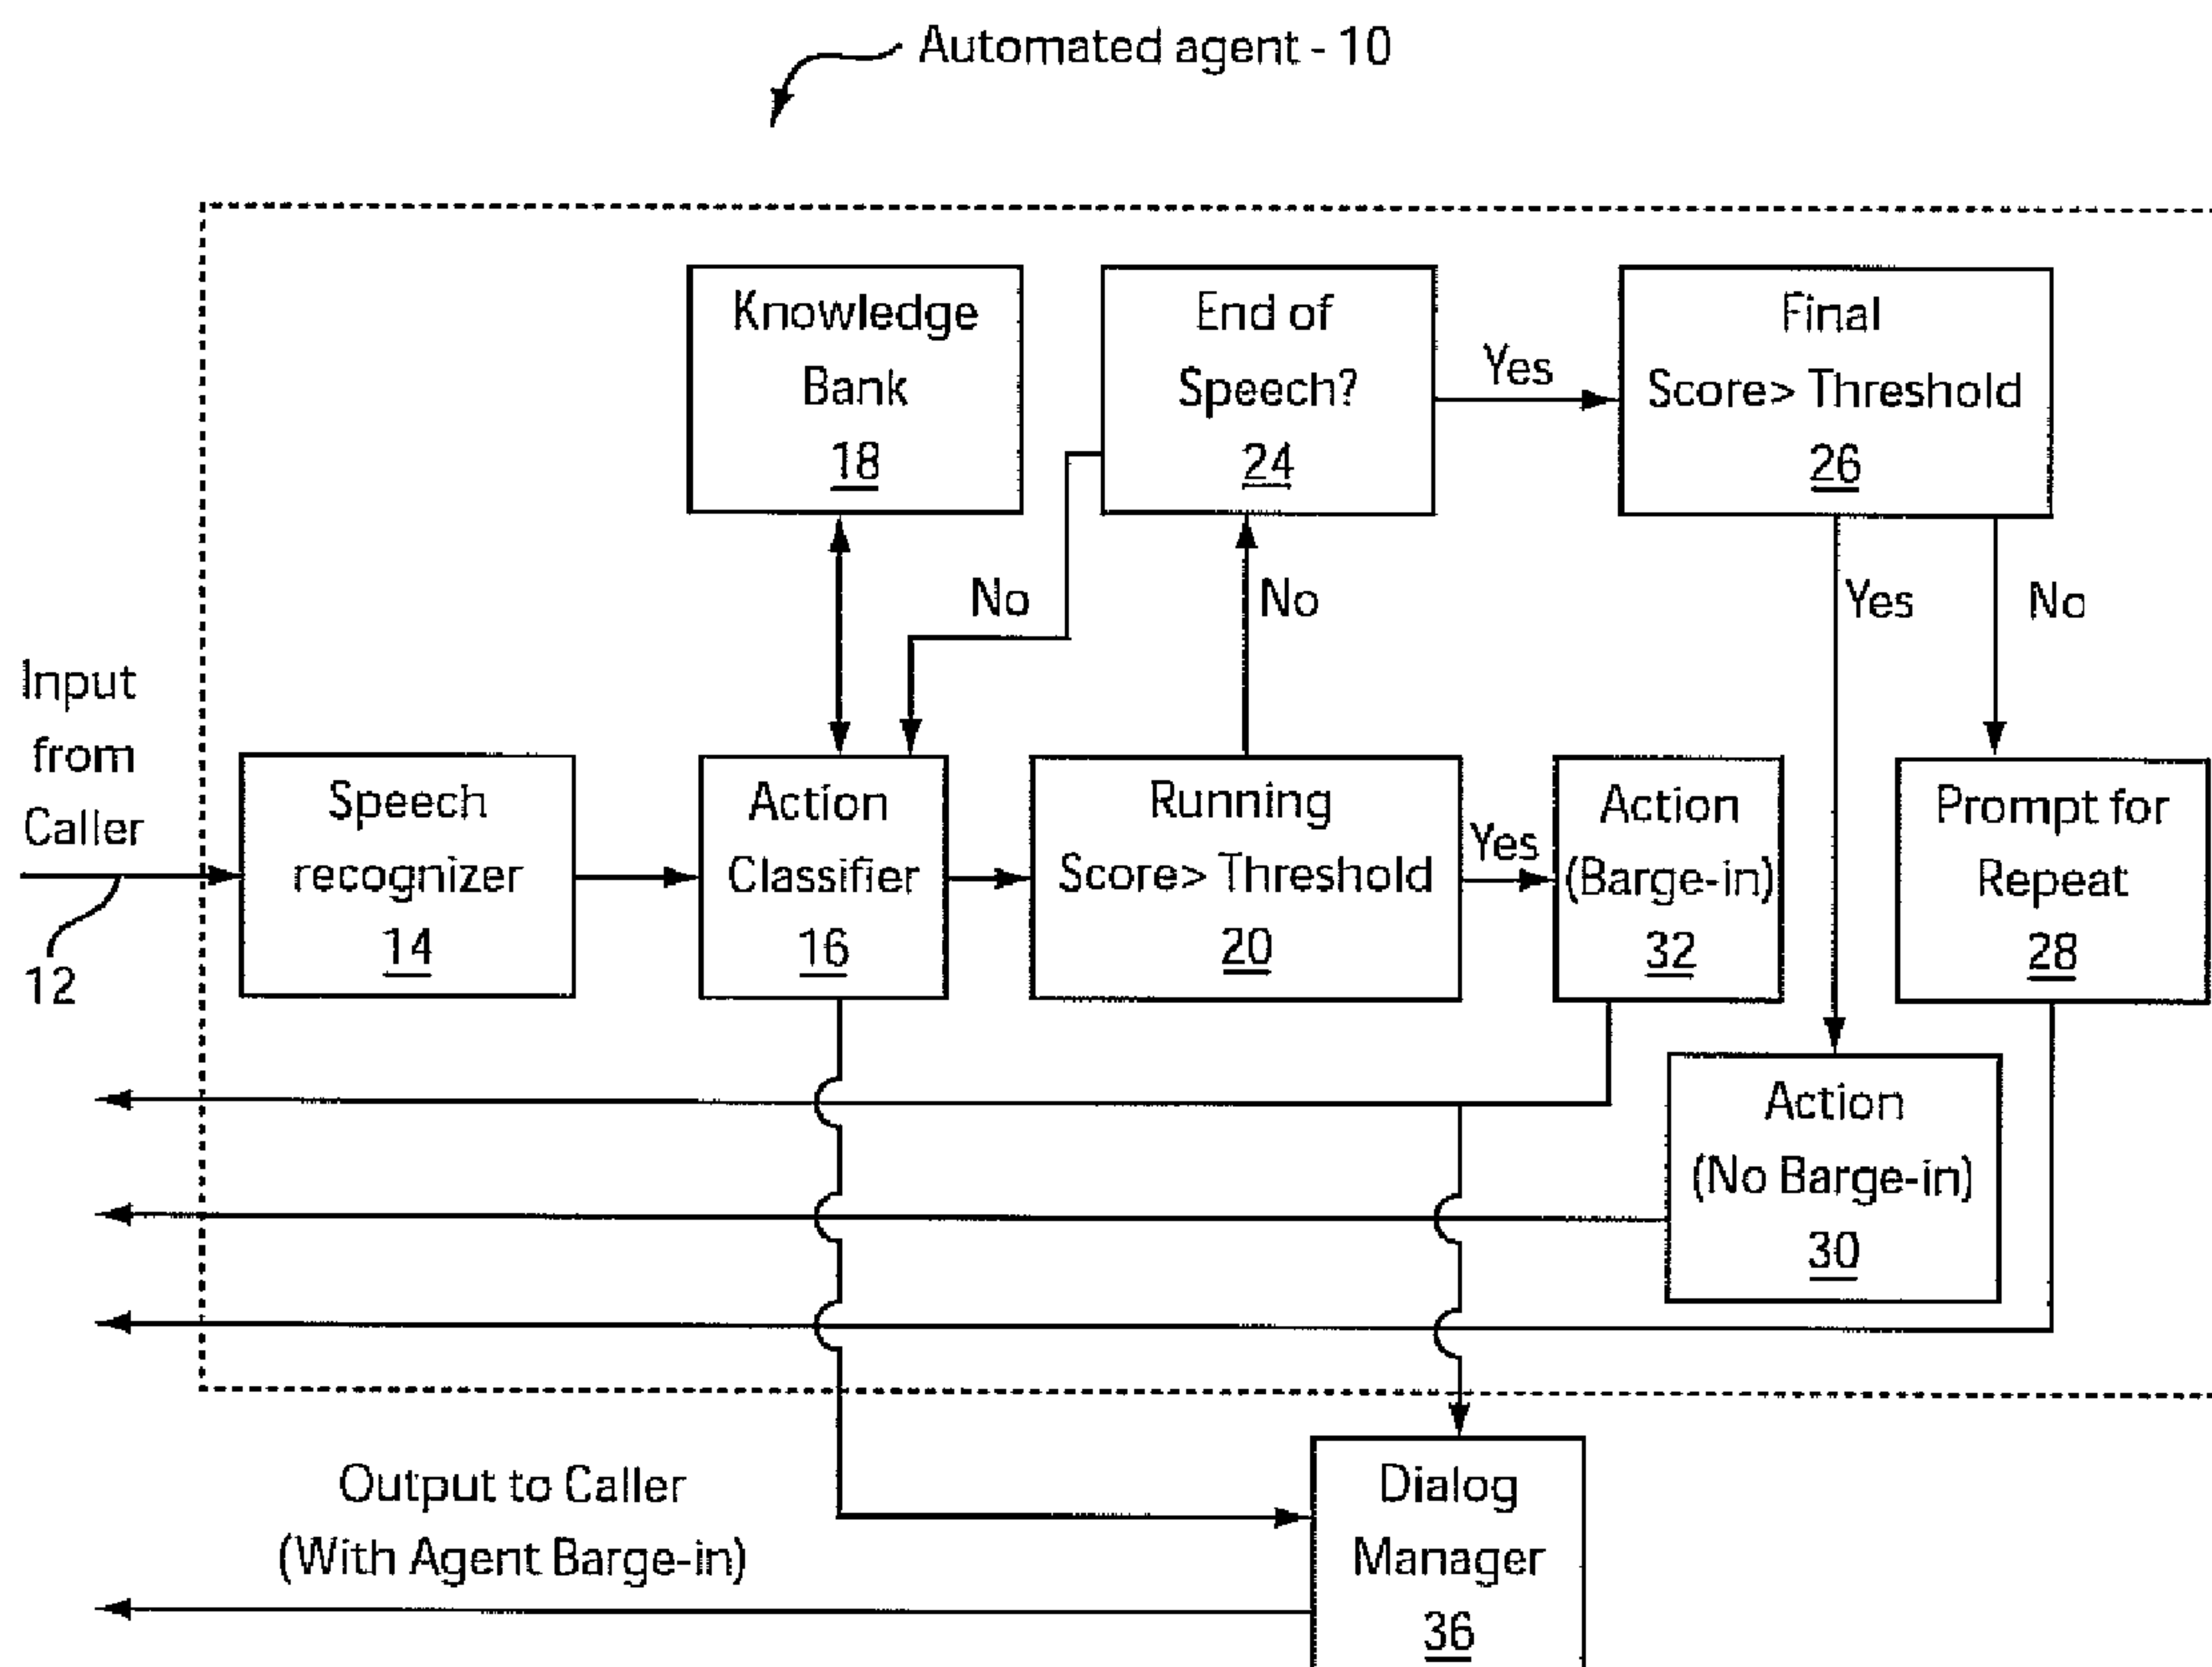 Automated agent - 10
Knowledge
Bank
18
End of
Speech?
24
Yes
Final
Score> Threshold
26
No
No
Yes
No
Input
from
Caller
12
Speech
recognizer
14
Action
Classifier
16
Running
Score> Threshold
20
Yes
Action
(Barge-in)
32
Prompt for
Repeat
28
Action
(No Barge-in)
30
Output to Caller
(With Agent Barge-in)
Dialog
Manager
36